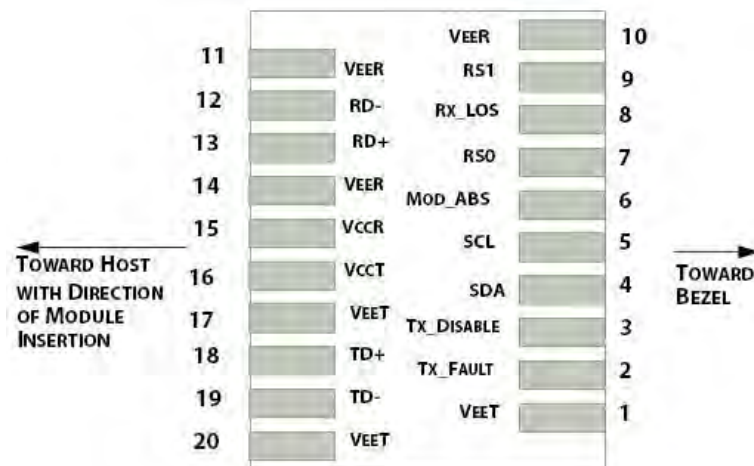 11 VEER
12 RD-
13 RD+
14 VEER
15 VCCR
16 VCCT
17 VEET
18 TD+
19 TD-
20 VEET
VEER 10
RS1 9
RX_LOS 8
RS0 7
MOD_ABS 6
SCL 5
SDA 4
TX_DISABLE 3
TX_FAULT 2
VEET 1
TOWARD HOST
WITH DIRECTION
OF MODULE
INSERTION
TOWARD
BEZEL